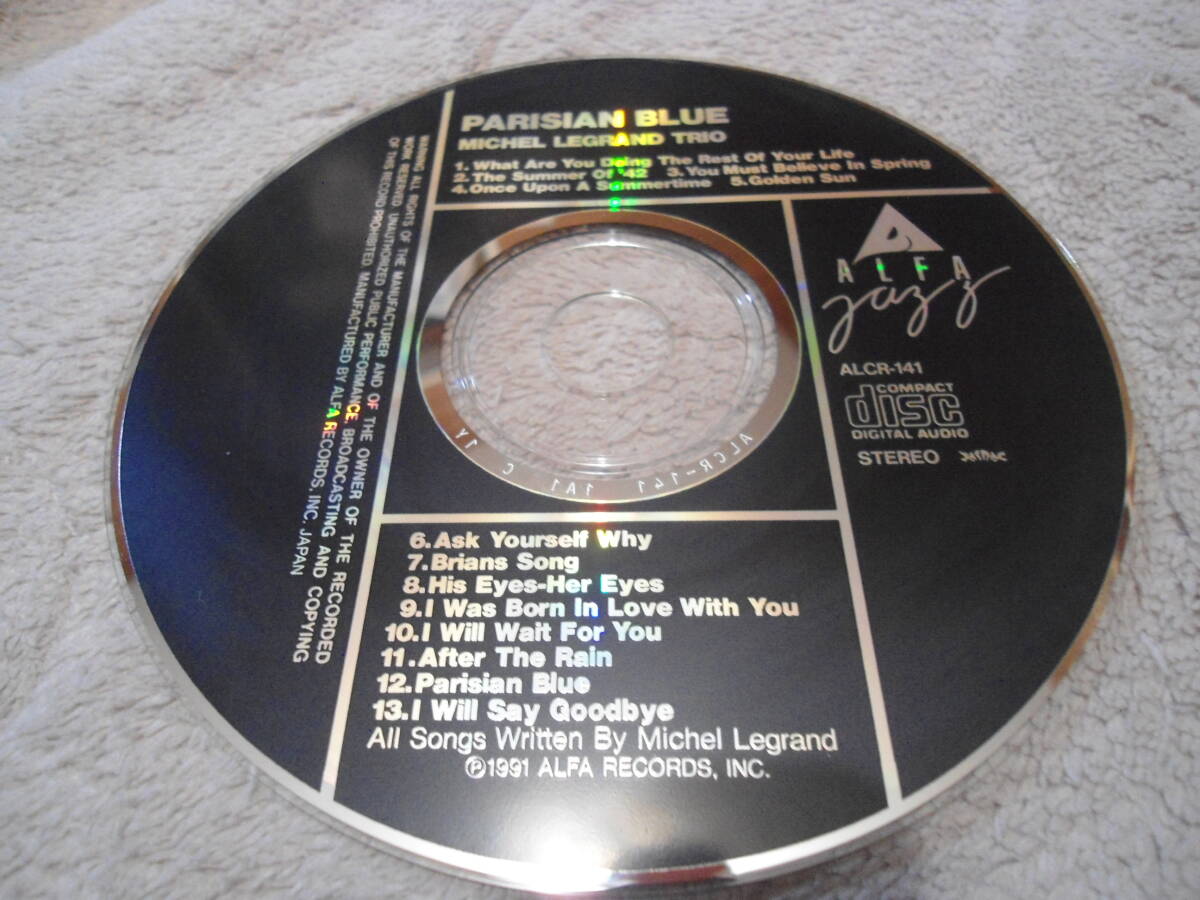 PARISIAN BLUE
MICHEL LEGRAND TRIO
1. What Are You Doing The Rest Of Your Life
2. The Summer Of '42 3. You Must Believe In Spring
4. Once Upon A Summertime 5. Golden Sun
WARNING: ALL RIGHTS OF THE MANUFACTURER AND OF THE OWNER OF THE RECORDED
WORK RESERVED. UNAUTHORIZED PUBLIC PERFORMANCE, BROADCASTING AND COPYING
OF THIS RECORD PROHIBITED. MANUFACTURED BY ALFA RECORDS, INC. JAPAN
ALFA
jazz
ALCR-141
COMPACT
disc
DIGITAL AUDIO
STEREO
ALCR-141 1A1 C 1Y
6. Ask Yourself Why
7. Brians Song
8. His Eyes-Her Eyes
9. I Was Born In Love With You
10. I Will Wait For You
11. After The Rain
12. Parisian Blue
13. I Will Say Goodbye
All Songs Written By Michel Legrand
℗1991 ALFA RECORDS, INC.